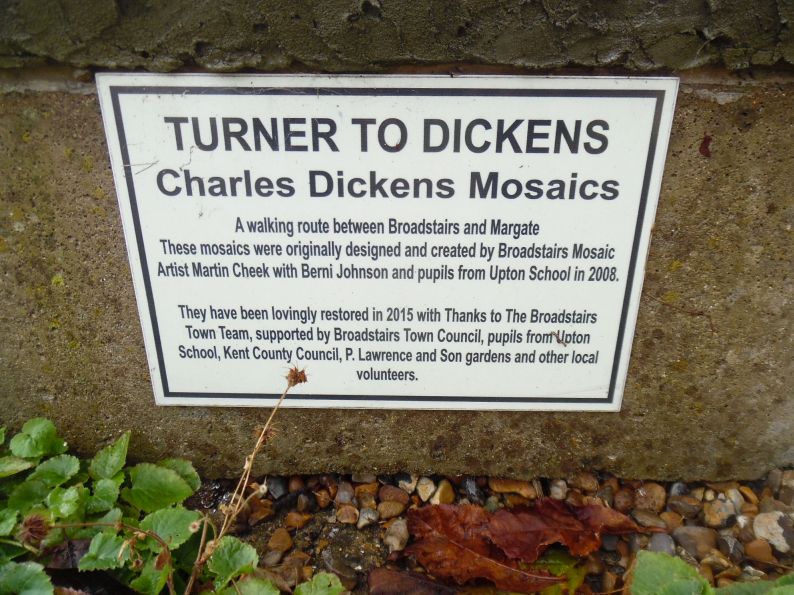 TURNER TO DICKENS
Charles Dickens Mosaics
A walking route between Broadstairs and Margate
These mosaics were originally designed and created by Broadstairs Mosaic
Artist Martin Cheek with Berni Johnson and pupils from Upton School in 2008.
They have been lovingly restored in 2015 with Thanks to The Broadstairs
Town Team, supported by Broadstairs Town Council, pupils from Upton
School, Kent County Council, P. Lawrence and Son gardens and other local
volunteers.